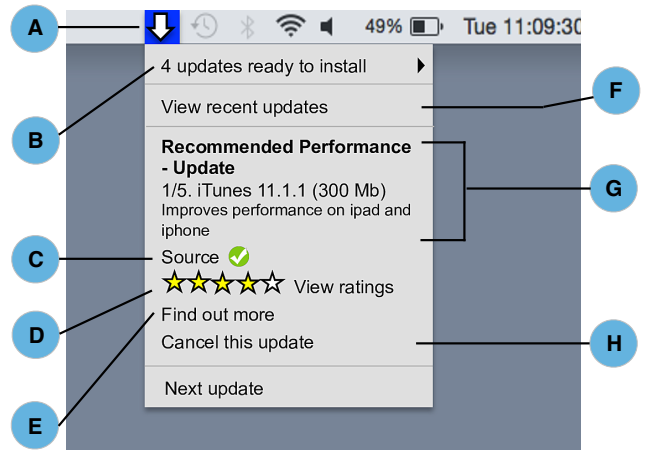 A
49%
Tue 11:09:30
4 updates ready to install
B
View recent updates
F
Recommended Performance
- Update
1/5. iTunes 11.1.1 (300 Mb)
G
Improves performance on ipad and
iphone
C
Source
D
View ratings
Find out more
E
Cancel this update
H
Next update